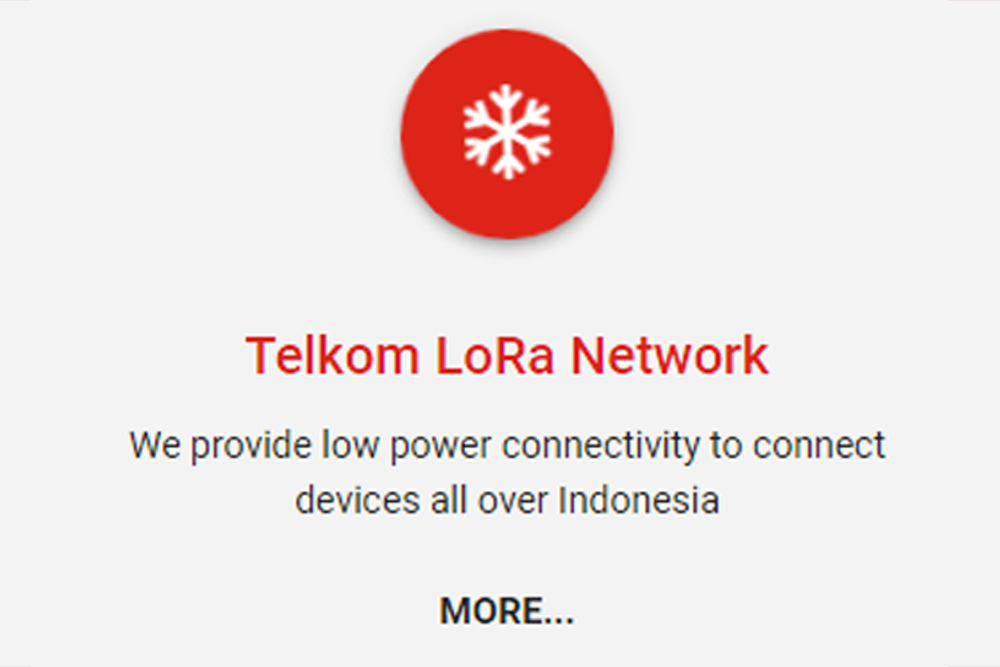 Telkom LoRa Network
We provide low power connectivity to connect
devices all over Indonesia
MORE...